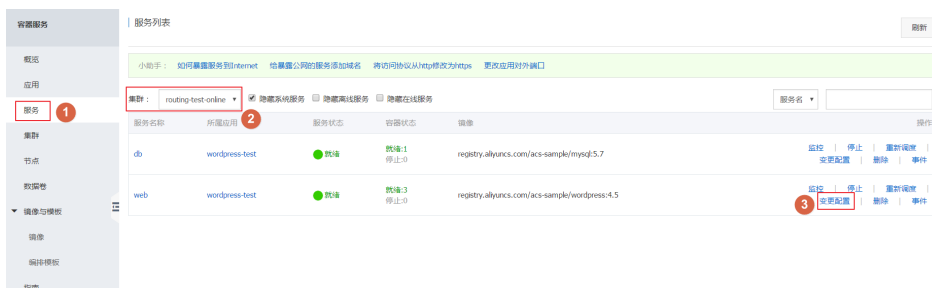 容器服务
服务列表
刷新
概览
小助手： 如何暴露服务到Internet 给暴露公网的服务添加域名 将访问协议从http修改为https 更改应用对外端口
应用
服务
1
集群： routing-test-online 隐藏系统服务 隐藏离线服务 隐藏在线服务
服务名
2
服务名称 所属应用 服务状态 容器状态 镜像 操作
集群
节点
db wordpress-test 就绪 就绪:1 停止:0 registry.aliyuncs.com/acs-sample/mysql:5.7 监控 | 停止 | 重新调度 |
变更配置 | 删除 | 事件
数据卷
web wordpress-test 就绪 就绪:3 停止:0 registry.aliyuncs.com/acs-sample/wordpress:4.5 监控 | 停止 | 重新调度 |
3
变更配置 | 删除 | 事件
镜像与模板
镜像
编排模板